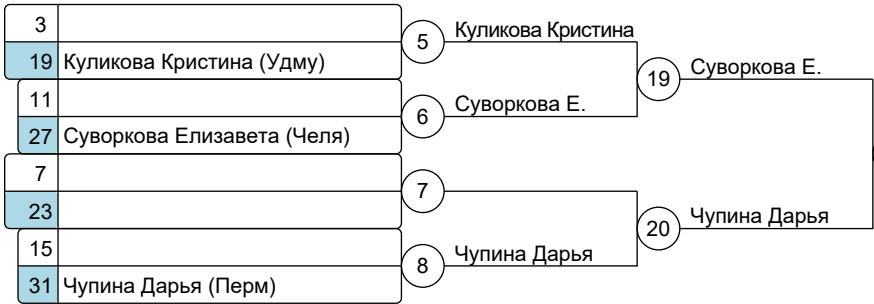 3
19 Куликова Кристина (Удму)
11
27 Суворкова Елизавета (Челя)
7
23
15
31 Чупина Дарья (Перм)
5 Куликова Кристина
6 Суворкова Е.
7
8 Чупина Дарья
19 Суворкова Е.
20 Чупина Дарья